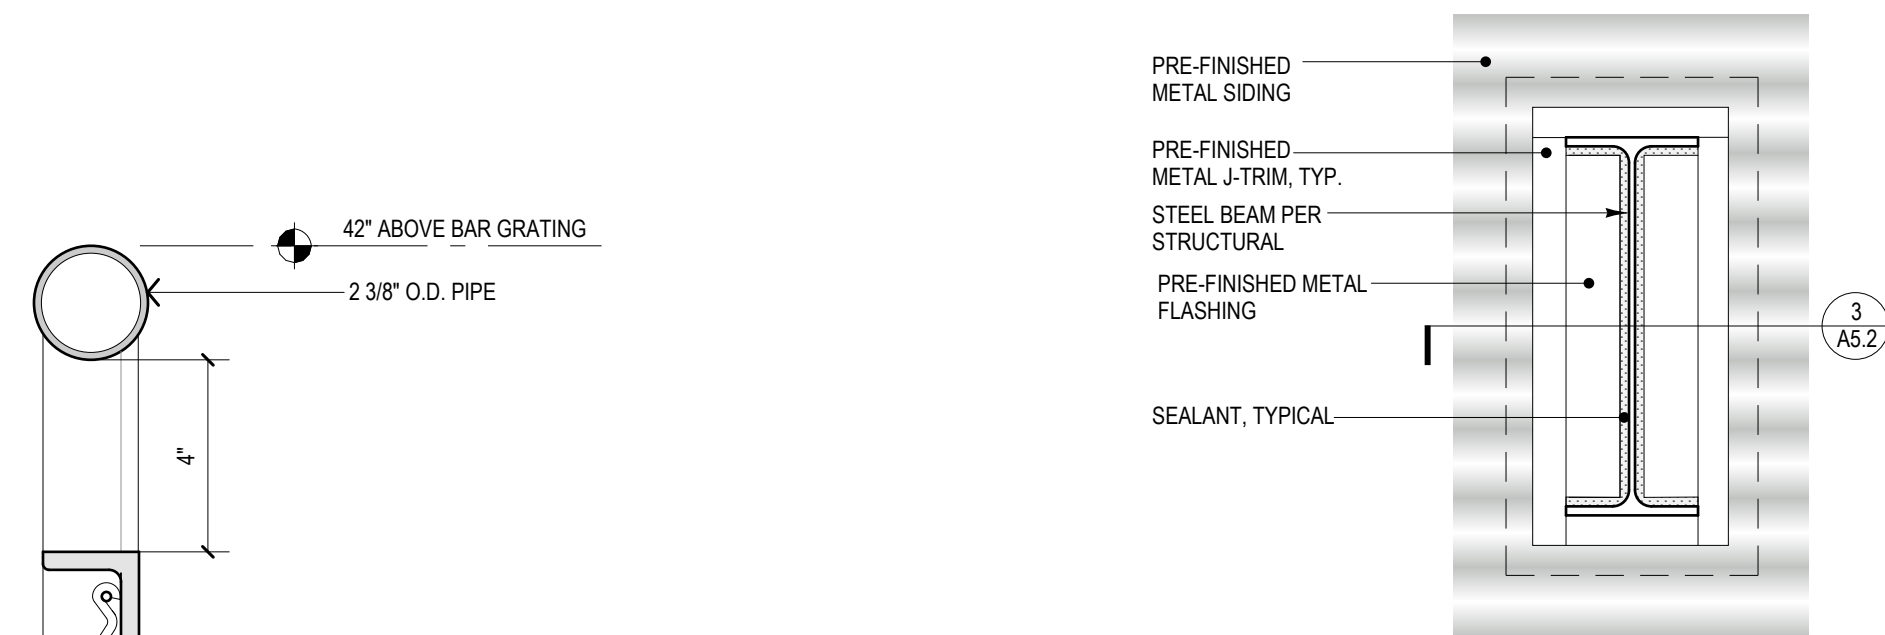 42" ABOVE BAR GRATING
2 3/8" O.D. PIPE
4"
PRE-FINISHED
METAL SIDING
PRE-FINISHED
METAL J-TRIM, TYP.
STEEL BEAM PER
STRUCTURAL
PRE-FINISHED METAL
FLASHING
SEALANT, TYPICAL
3
A5.2